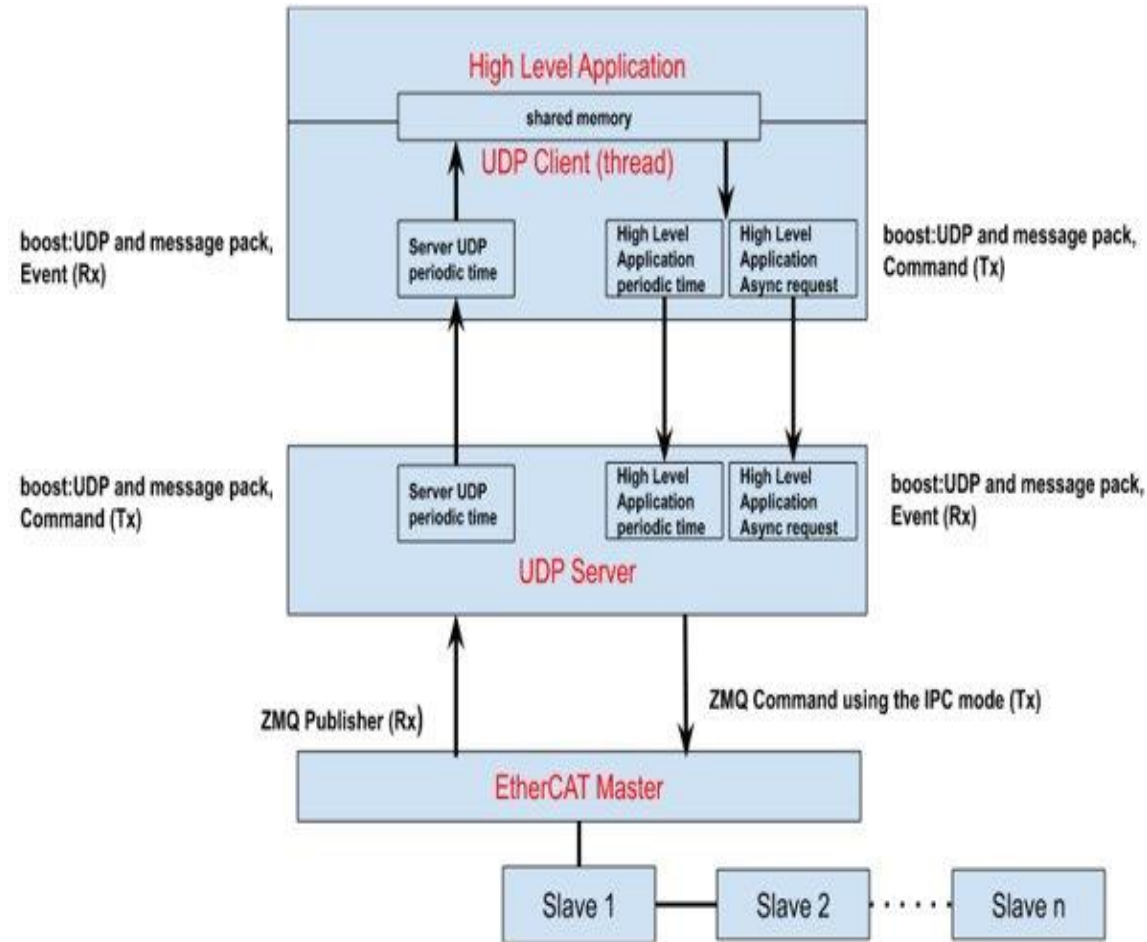 High Level Application
shared memory
UDP Client (thread)
boost:UDP and message pack,
Event (Rx)
Server UDP
periodic time
High Level
Application
periodic time
High Level
Application
Async request
boost:UDP and message pack,
Command (Tx)
boost:UDP and message pack,
Command (Tx)
Server UDP
periodic time
High Level
Application
periodic time
High Level
Application
Async request
boost:UDP and message pack,
Event (Rx)
UDP Server
ZMQ Publisher (Rx)
ZMQ Command using the IPC mode (Tx)
EtherCAT Master
Slave 1
Slave 2
Slave n